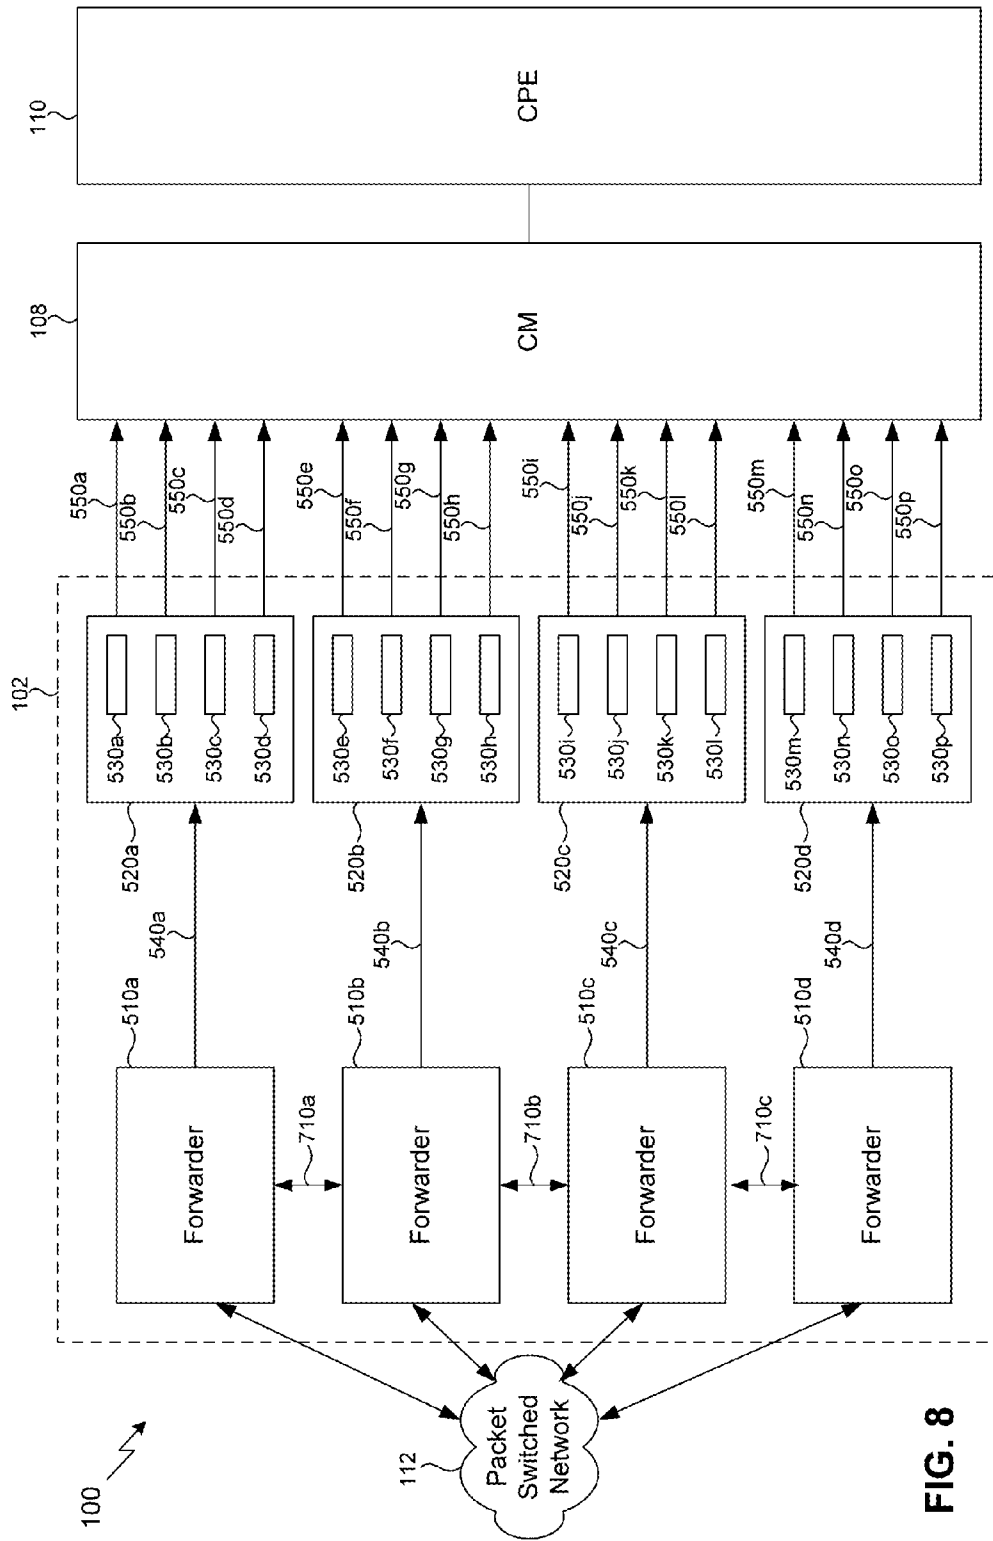 100
112
Packet
Switched
Network
102
Forwarder
510a
540a
520a
530a
530b
530c
530d
550a
550b
550c
550d
710a
Forwarder
510b
540b
520b
530e
530f
530g
530h
550e
550f
550g
550h
710b
Forwarder
510c
540c
520c
530i
530j
530k
530l
550i
550j
550k
550l
710c
Forwarder
510d
540d
520d
530m
530n
530o
530p
550m
550n
550o
550p
108
CM
110
CPE
FIG. 8